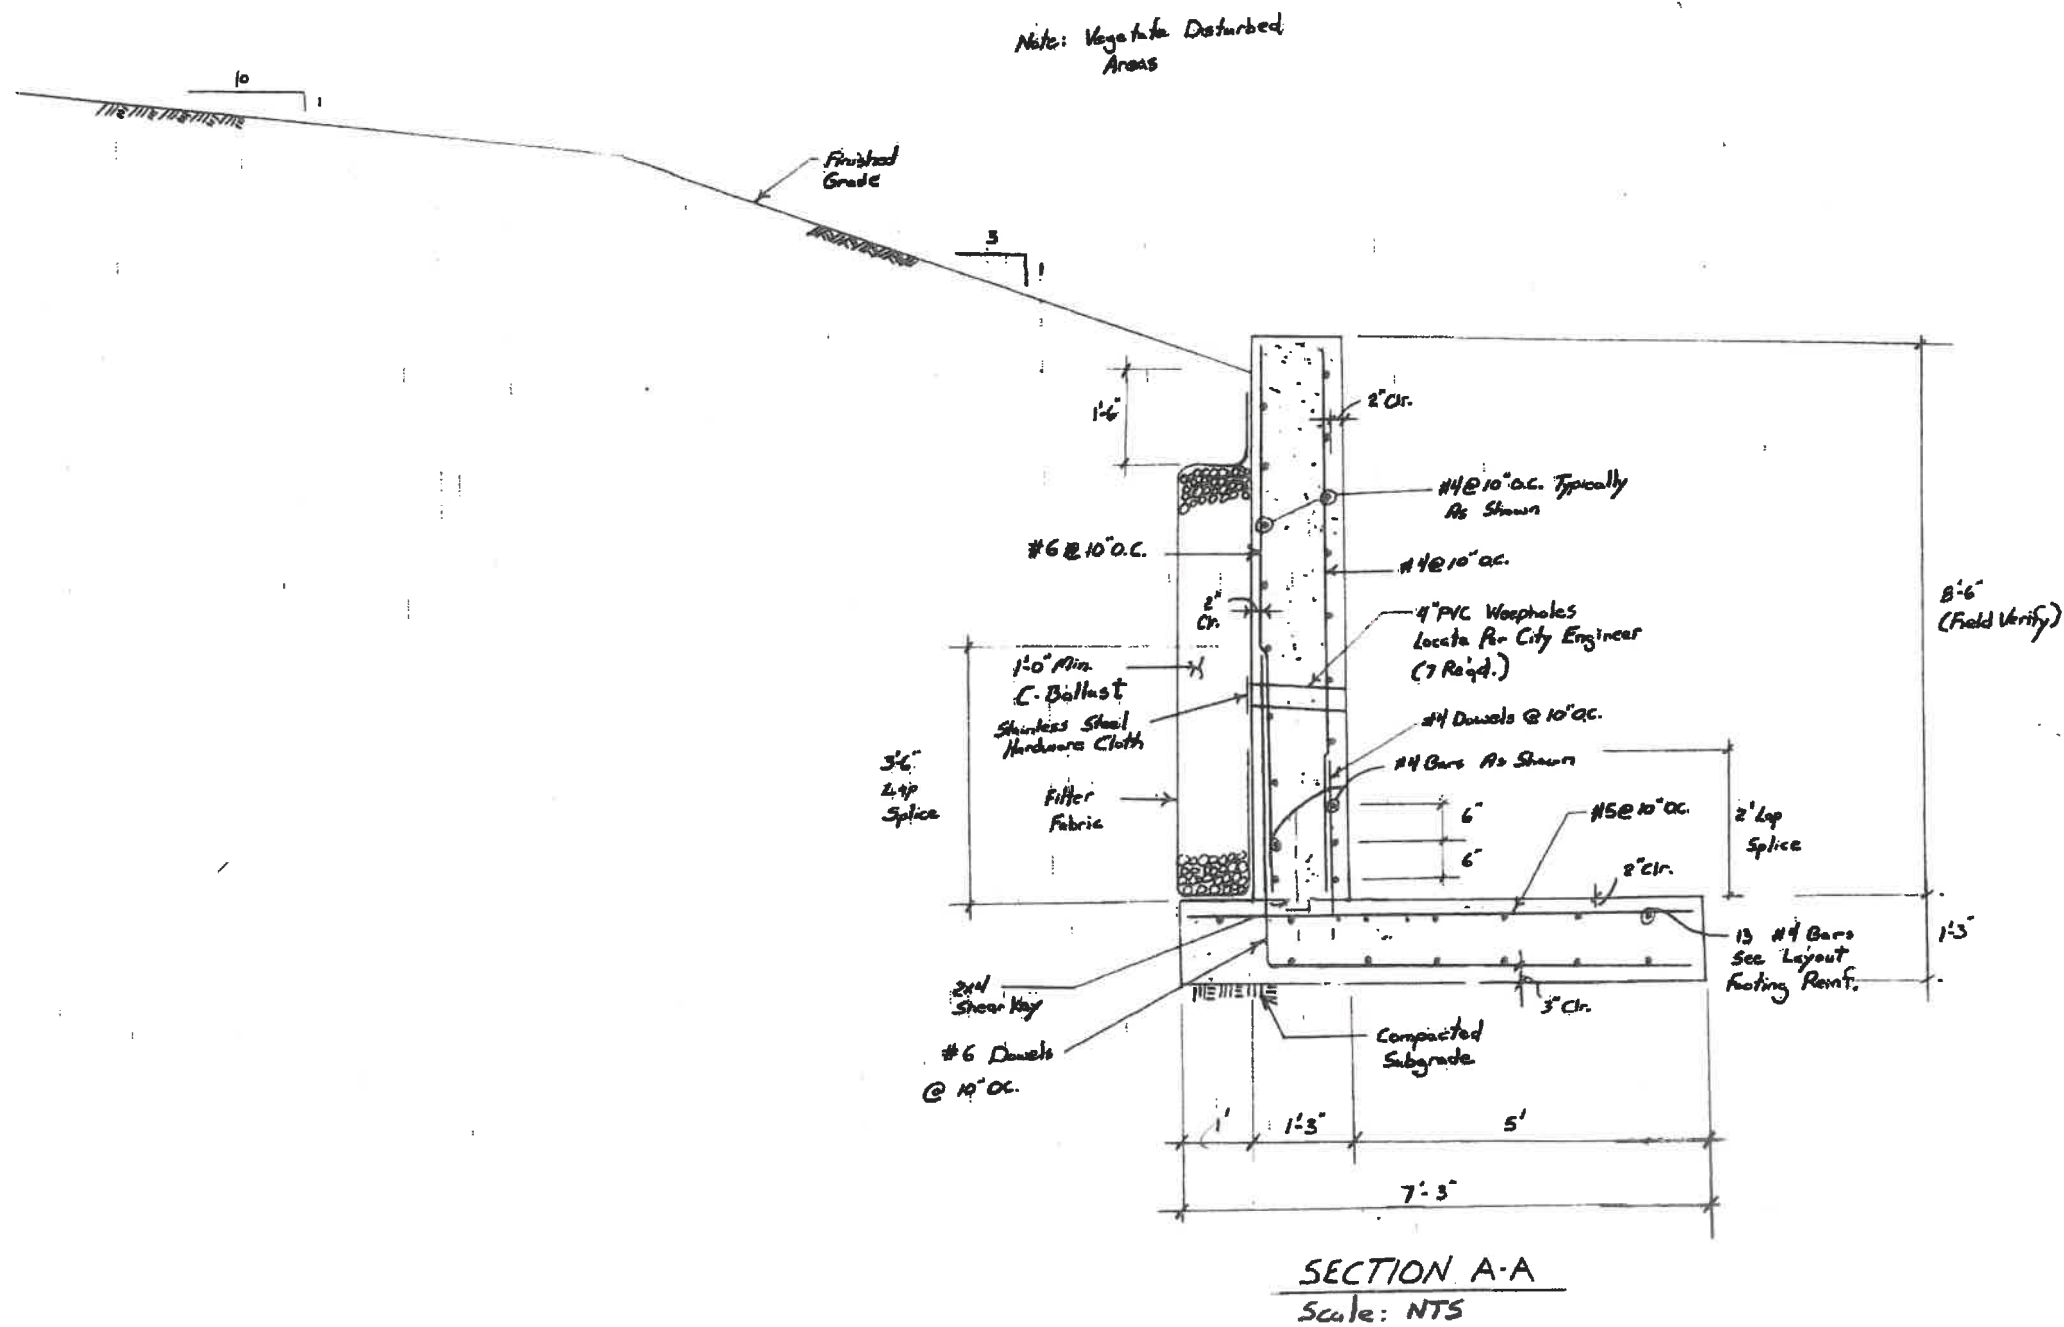 Note: Vegetate Disturbed
Areas
10
1
Finished
Grade
3
1
1'-6"
2" Clr.
#4 @ 10" O.C. Typically
As Shown
#6 @ 10" O.C.
#4 @ 10" O.C.
2"
Clr.
4" PVC Weepholes
Locate Per City Engineer
(7 Req'd.)
8'-6"
(Field Verify)
1'-0" Min.
C-Ballast
Stainless Steel
Hardware Cloth
#4 Dowels @ 10" O.C.
#4 Bars As Shown
3'-6"
Lap
Splice
Filter
Fabric
6"
6"
#5 @ 10" O.C.
2' Lap
Splice
2" Clr.
13 #4 Bars
See Layout
Footing Reinf.
1'-3"
2x4
Shear Key
3" Clr.
#6 Dowels
@ 10" O.C.
Compacted
Subgrade
1'
1'-3"
5'
7'-3"
SECTION A-A
Scale: NTS